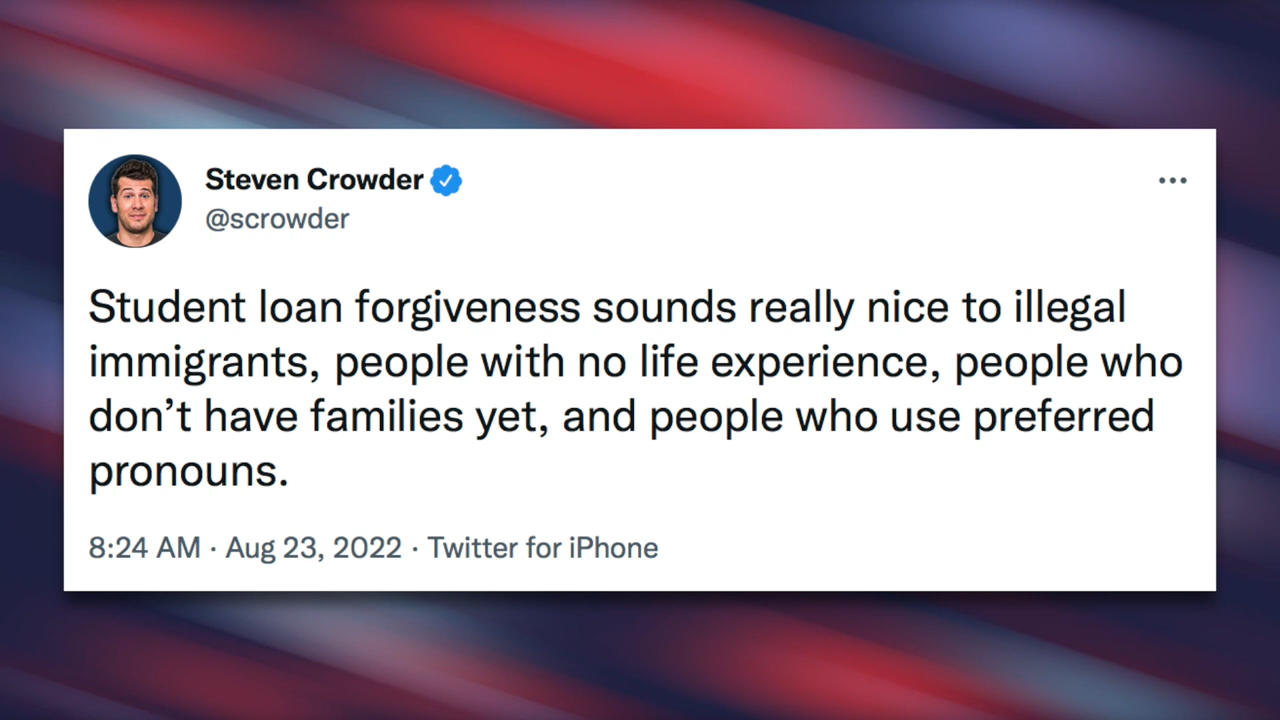 Steven Crowder
@scrowder
Student loan forgiveness sounds really nice to illegal
immigrants, people with no life experience, people who
don’t have families yet, and people who use preferred
pronouns.
8:24 AM · Aug 23, 2022 · Twitter for iPhone